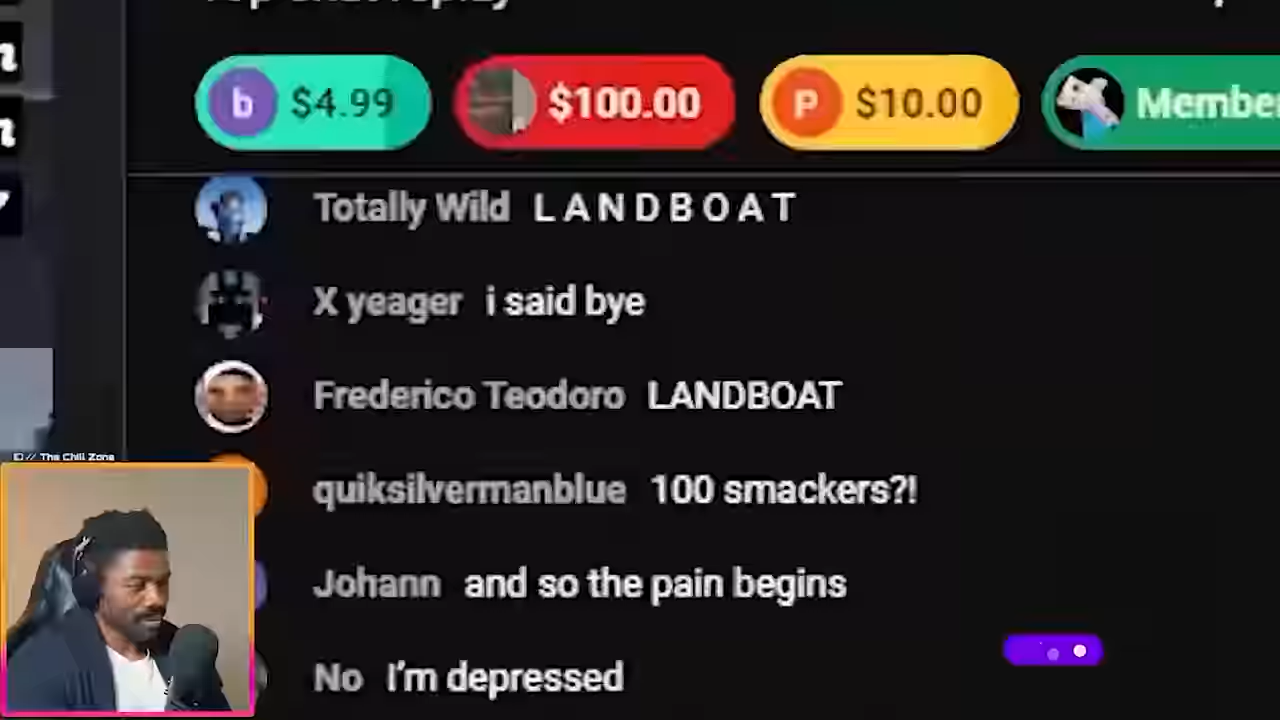 b $4.99 $100.00 P $10.00
Totally Wild L A N D B O A T
X yeager i said bye
Frederico Teodoro LANDBOAT
quiksilvermanblue 100 smackers?!
Johann and so the pain begins
// The Chill Zone
No I'm depressed